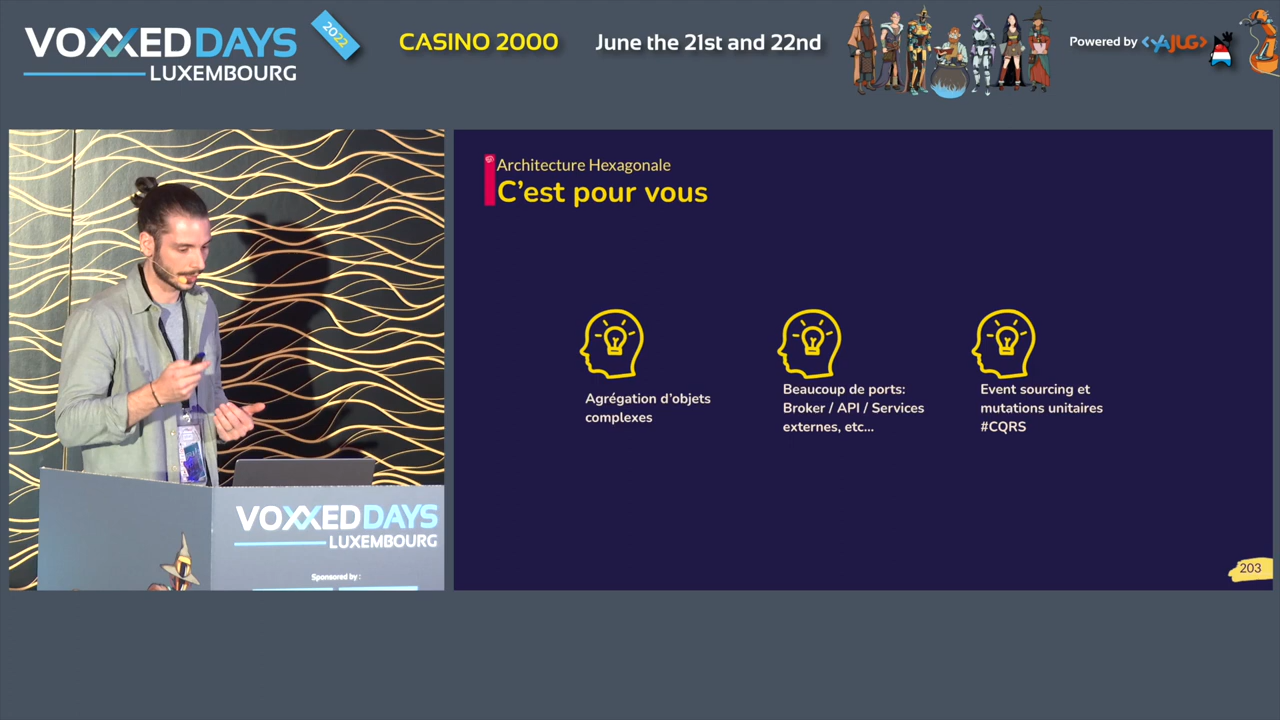 VOXXEDDAYS
LUXEMBOURG
2022
CASINO 2000
June the 21st and 22nd
Powered by <YAJUG>
Architecture Hexagonale
C’est pour vous
Agrégation d’objets
complexes
Beaucoup de ports:
Broker / API / Services
externes, etc...
Event sourcing et
mutations unitaires
#CQRS
203
VOXXEDDAYS
LUXEMBOURG
Sponsored by :